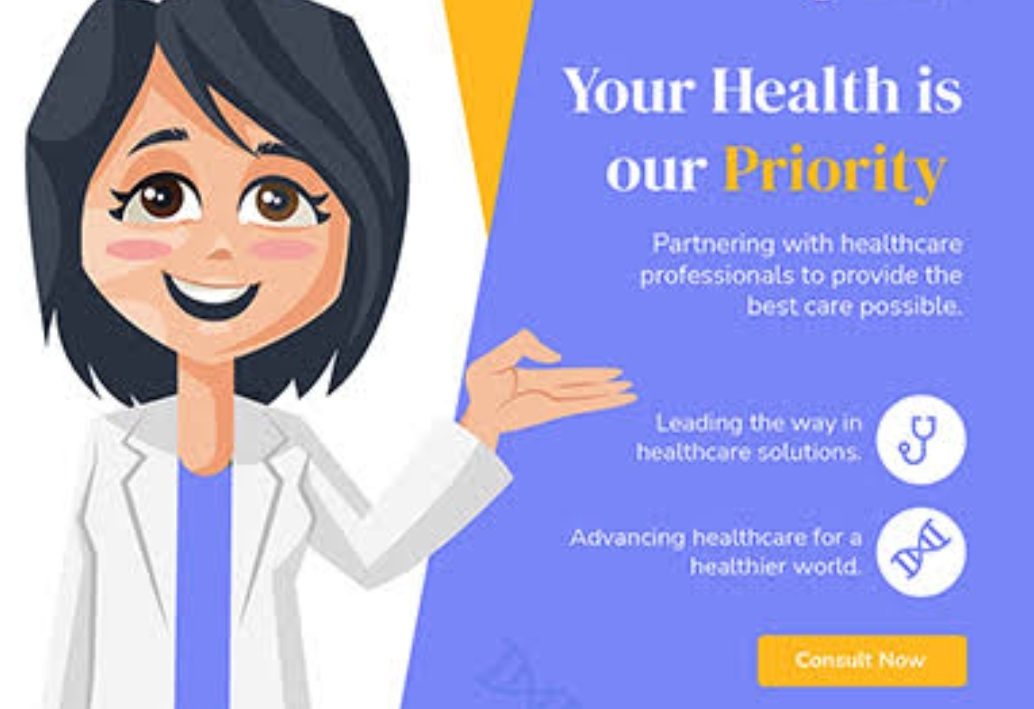 Your Health is
our Priority
Partnering with healthcare
professionals to provide the
best care possible.
Leading the way in
healthcare solutions.
Advancing healthcare for a
healthier world.
Consult Now